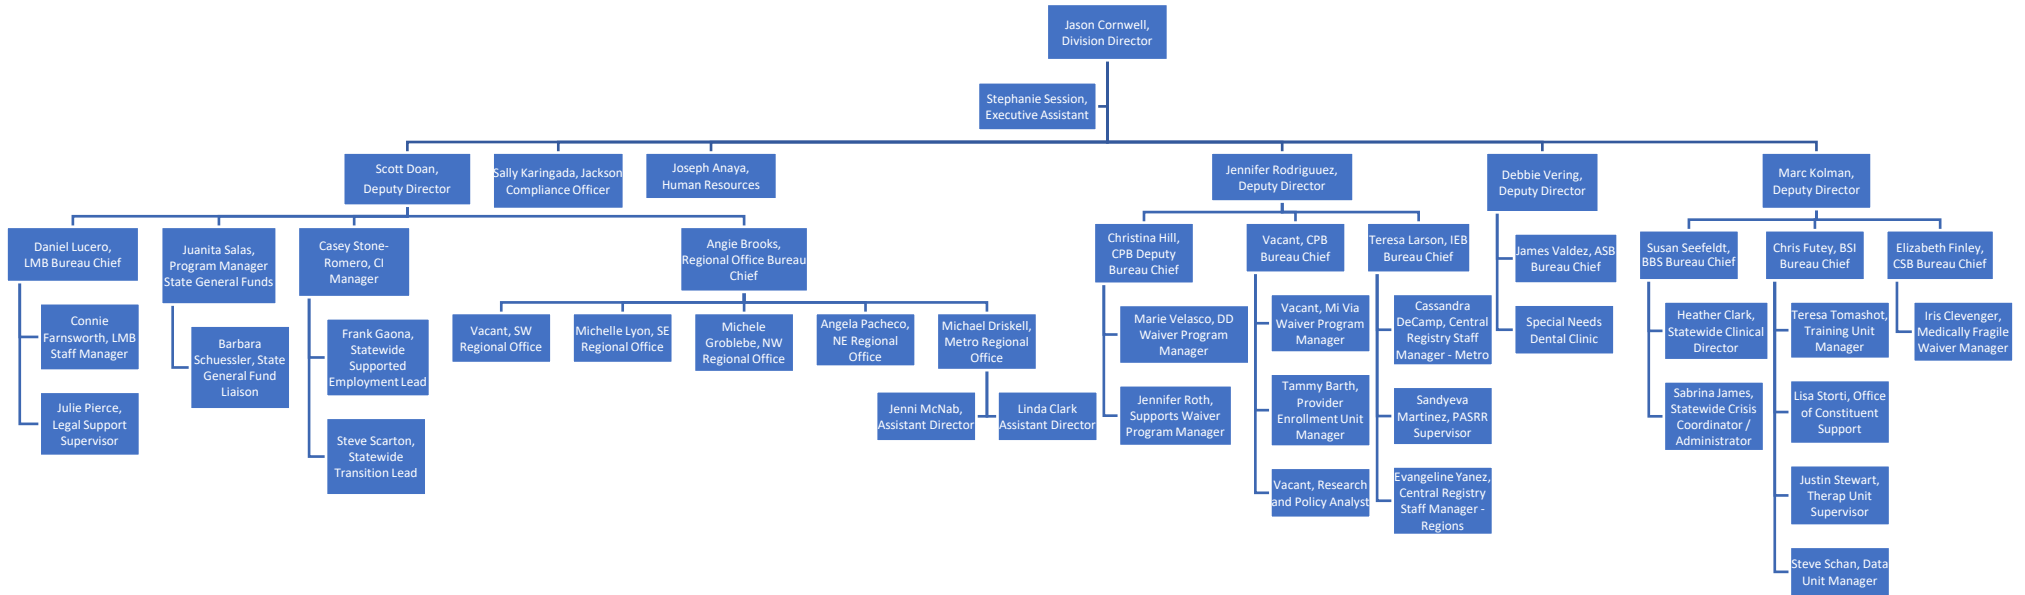 Jason Cornwell,
Division Director
Stephanie Session,
Executive Assistant
Scott Doan,
Deputy Director
Sally Karingada, Jackson
Compliance Officer
Joseph Anaya,
Human Resources
Jennifer Rodriguuez,
Deputy Director
Debbie Vering,
Deputy Director
Marc Kolman,
Deputy Director
Daniel Lucero,
LMB Bureau Chief
Juanita Salas,
Program Manager
State General Funds
Casey Stone-
Romero, CI
Manager
Angie Brooks,
Regional Office Bureau
Chief
Christina Hill,
CPB Deputy
Bureau Chief
Vacant, CPB
Bureau Chief
Teresa Larson, IEB
Bureau Chief
James Valdez, ASB
Bureau Chief
Susan Seefeldt,
BBS Bureau Chief
Chris Futey, BSI
Bureau Chief
Elizabeth Finley,
CSB Bureau Chief
Connie
Farnsworth, LMB
Staff Manager
Julie Pierce,
Legal Support
Supervisor
Barbara
Schuessler, State
General Fund
Liaison
Frank Gaona,
Statewide
Supported
Employment Lead
Steve Scarton,
Statewide
Transition Lead
Vacant, SW
Regional Office
Michelle Lyon, SE
Regional Office
Michele
Groblebe, NW
Regional Office
Angela Pacheco,
NE Regional
Office
Michael Driskell,
Metro Regional
Office
Jenni McNab,
Assistant Director
Linda Clark
Assistant Director
Marie Velasco, DD
Waiver Program
Manager
Jennifer Roth,
Supports Waiver
Program Manager
Vacant, Mi Via
Waiver Program
Manager
Tammy Barth,
Provider
Enrollment Unit
Manager
Vacant, Research
and Policy Analyst
Cassandra
DeCamp, Central
Registry Staff
Manager - Metro
Sandyeva
Martinez, PASRR
Supervisor
Evangeline Yanez,
Central Registry
Staff Manager -
Regions
Special Needs
Dental Clinic
Heather Clark,
Statewide Clinical
Director
Sabrina James,
Statewide Crisis
Coordinator /
Administrator
Teresa Tomashot,
Training Unit
Manager
Lisa Storti, Office
of Constituent
Support
Justin Stewart,
Therap Unit
Supervisor
Steve Schan, Data
Unit Manager
Iris Clevenger,
Medically Fragile
Waiver Manager